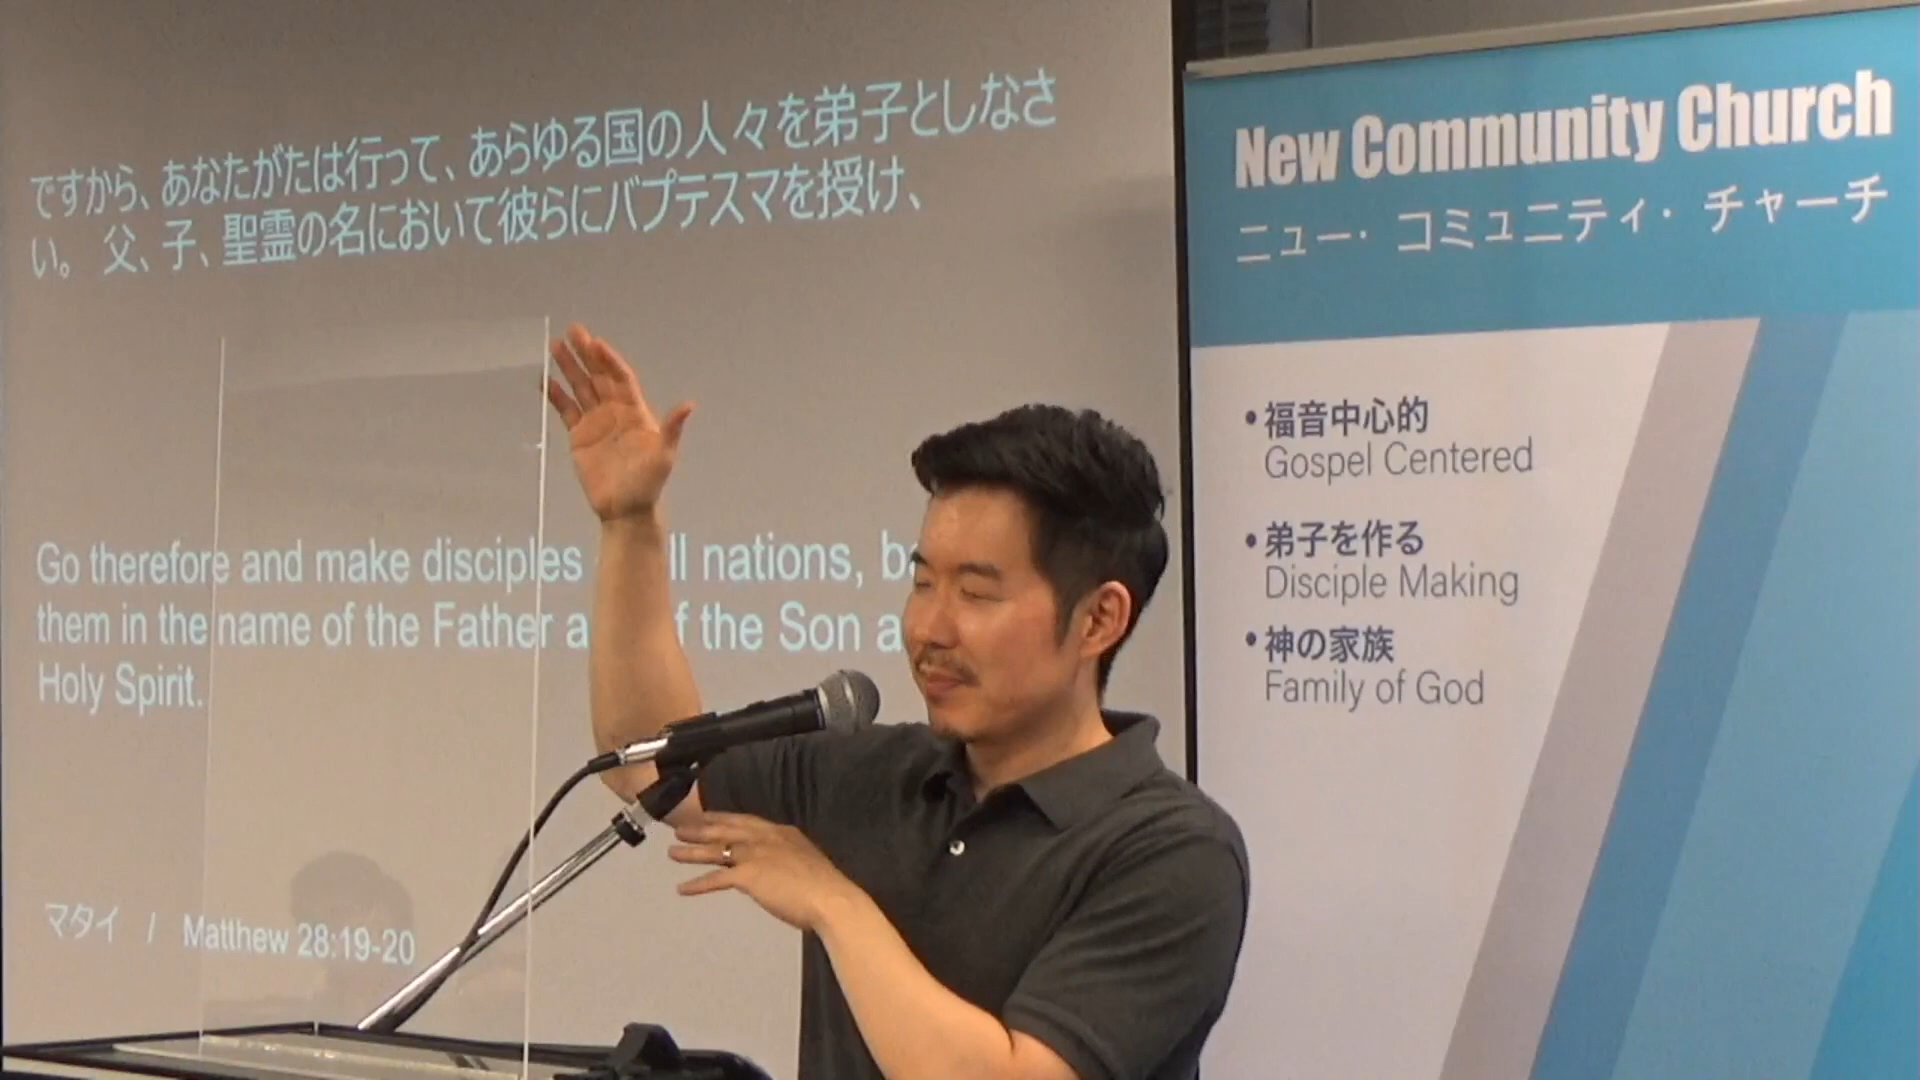 ですから、あなたがたは行って、あらゆる国の人々を弟子としなさ
い。 父、子、聖霊の名において彼らにバプテスマを授け、
Go therefore and make disciples ll nations,
them in the name of the Father f the Son
Holy Spirit.
マタイ / Matthew 28:19-20
New Community Church
ニュー・コミュニティ・チャーチ
•福音中心的
Gospel Centered
•弟子を作る
Disciple Making
•神の家族
Family of God